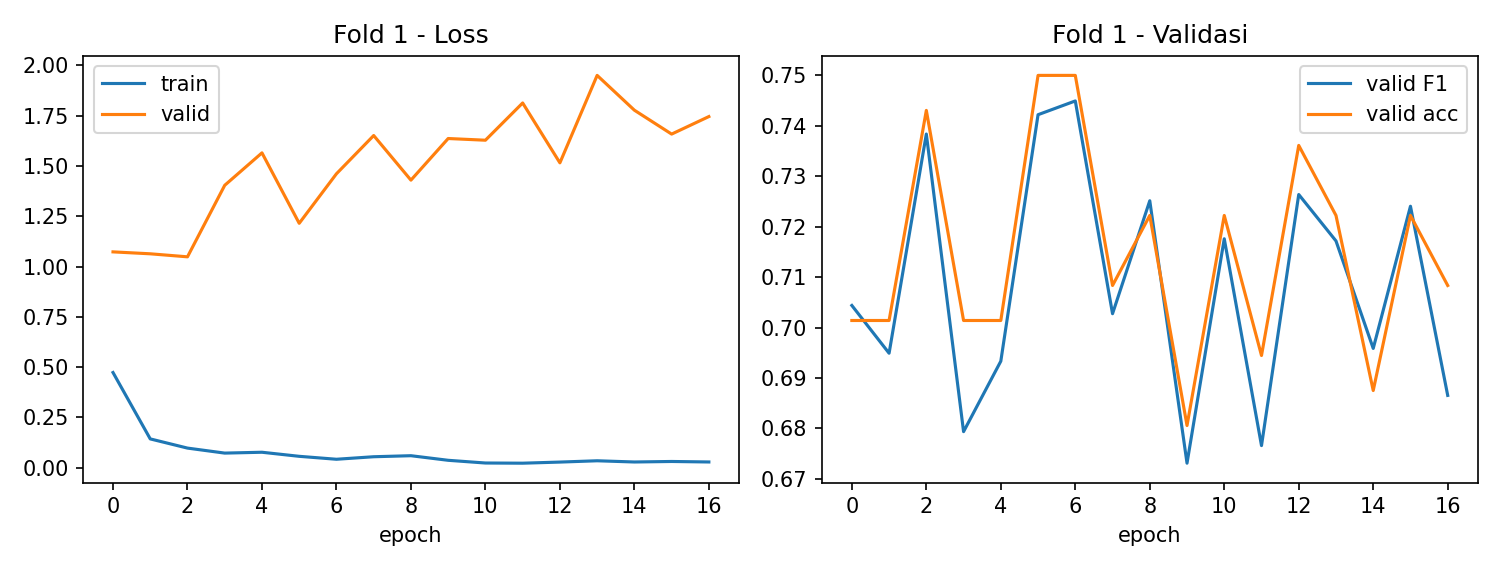 Fold 1 - Loss
train
valid
2.00
1.75
1.50
1.25
1.00
0.75
0.50
0.25
0.00
0 2 4 6 8 10 12 14 16
epoch
Fold 1 - Validasi
valid F1
valid acc
0.75
0.74
0.73
0.72
0.71
0.70
0.69
0.68
0.67
0 2 4 6 8 10 12 14 16
epoch